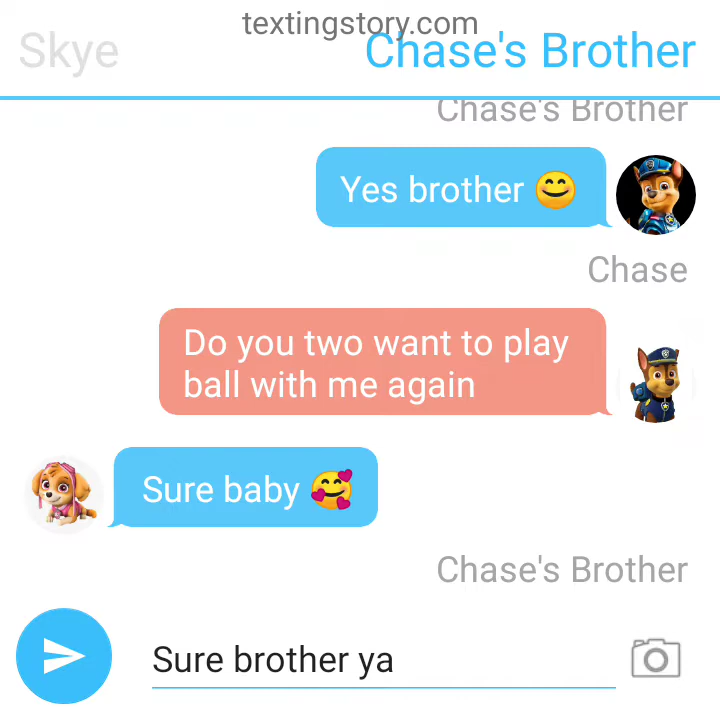 textingstory.com
Skye
Chase's Brother
Chase's Brother
Yes brother 😊
Chase
Do you two want to play
ball with me again
Sure baby 🥰
Chase's Brother
Sure brother ya